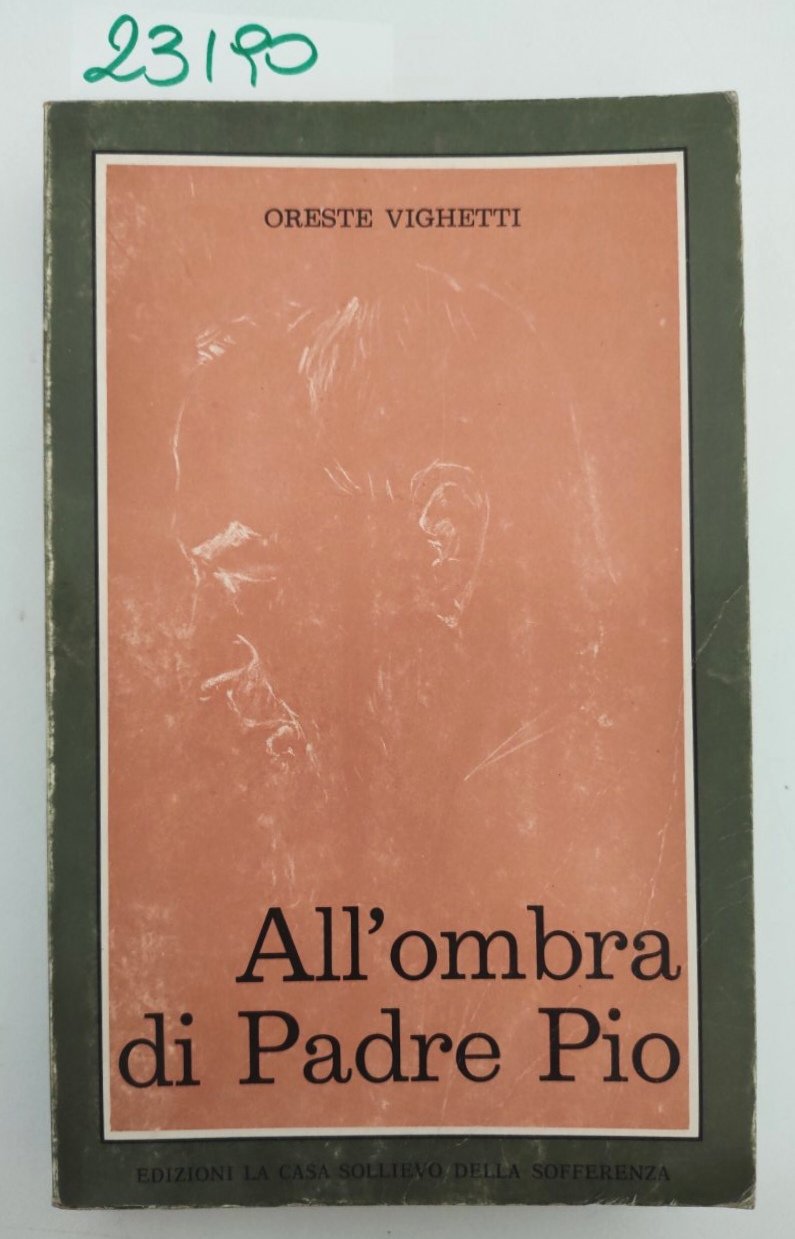 23190
ORESTE VIGHETTI
All'ombra
di Padre Pio
EDIZIONI LA CASA SOLLIEVO DELLA SOFFERENZA